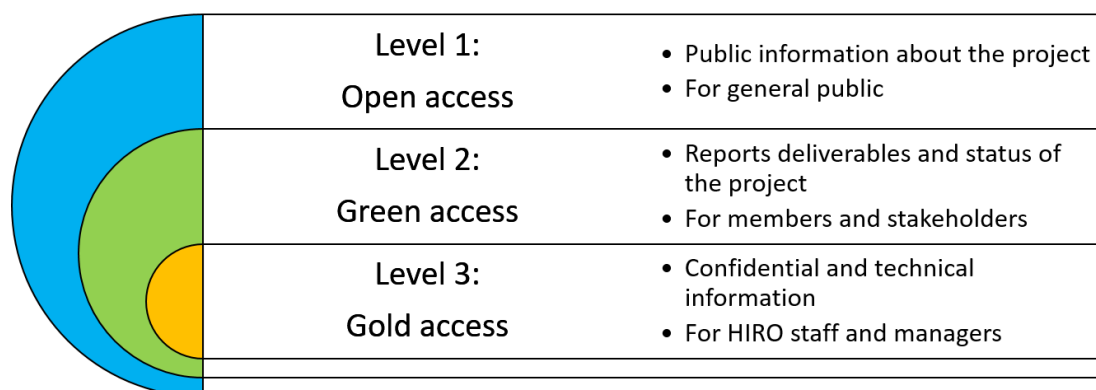 Level 1:
Open access
• Public information about the project
• For general public
Level 2:
Green access
• Reports deliverables and status of
the project
• For members and stakeholders
Level 3:
Gold access
• Confidential and technical
information
• For HIRO staff and managers